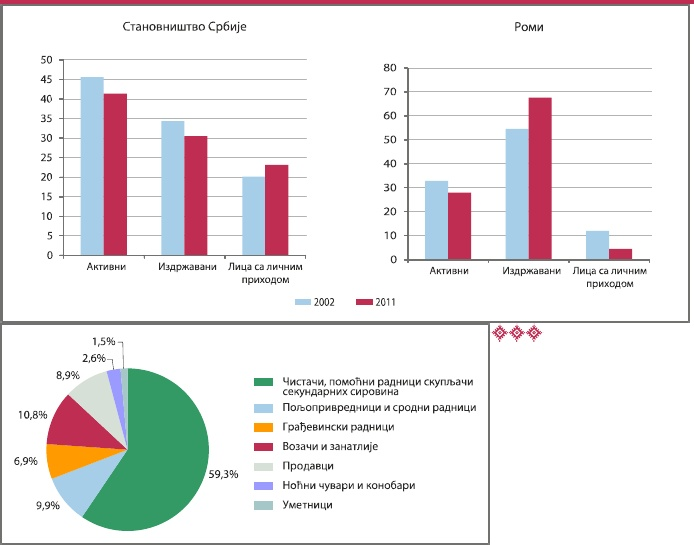 Становништво Србије
50
45
40
35
30
25
20
15
10
5
0
Активни
Издржавани
Лица са личним
приходом
Роми
80
70
60
50
40
30
20
10
0
Активни
Издржавани
Лица са личним
приходом
2002
2011
1,5%
2,6%
8,9%
10,8%
6,9%
9,9%
59,3%
Чистачи, помоћни радници скупљачи
секундарних сировина
Пољопривредници и сродни радници
Грађевински радници
Возачи и занатлије
Продавци
Ноћни чувари и конобари
Уметници